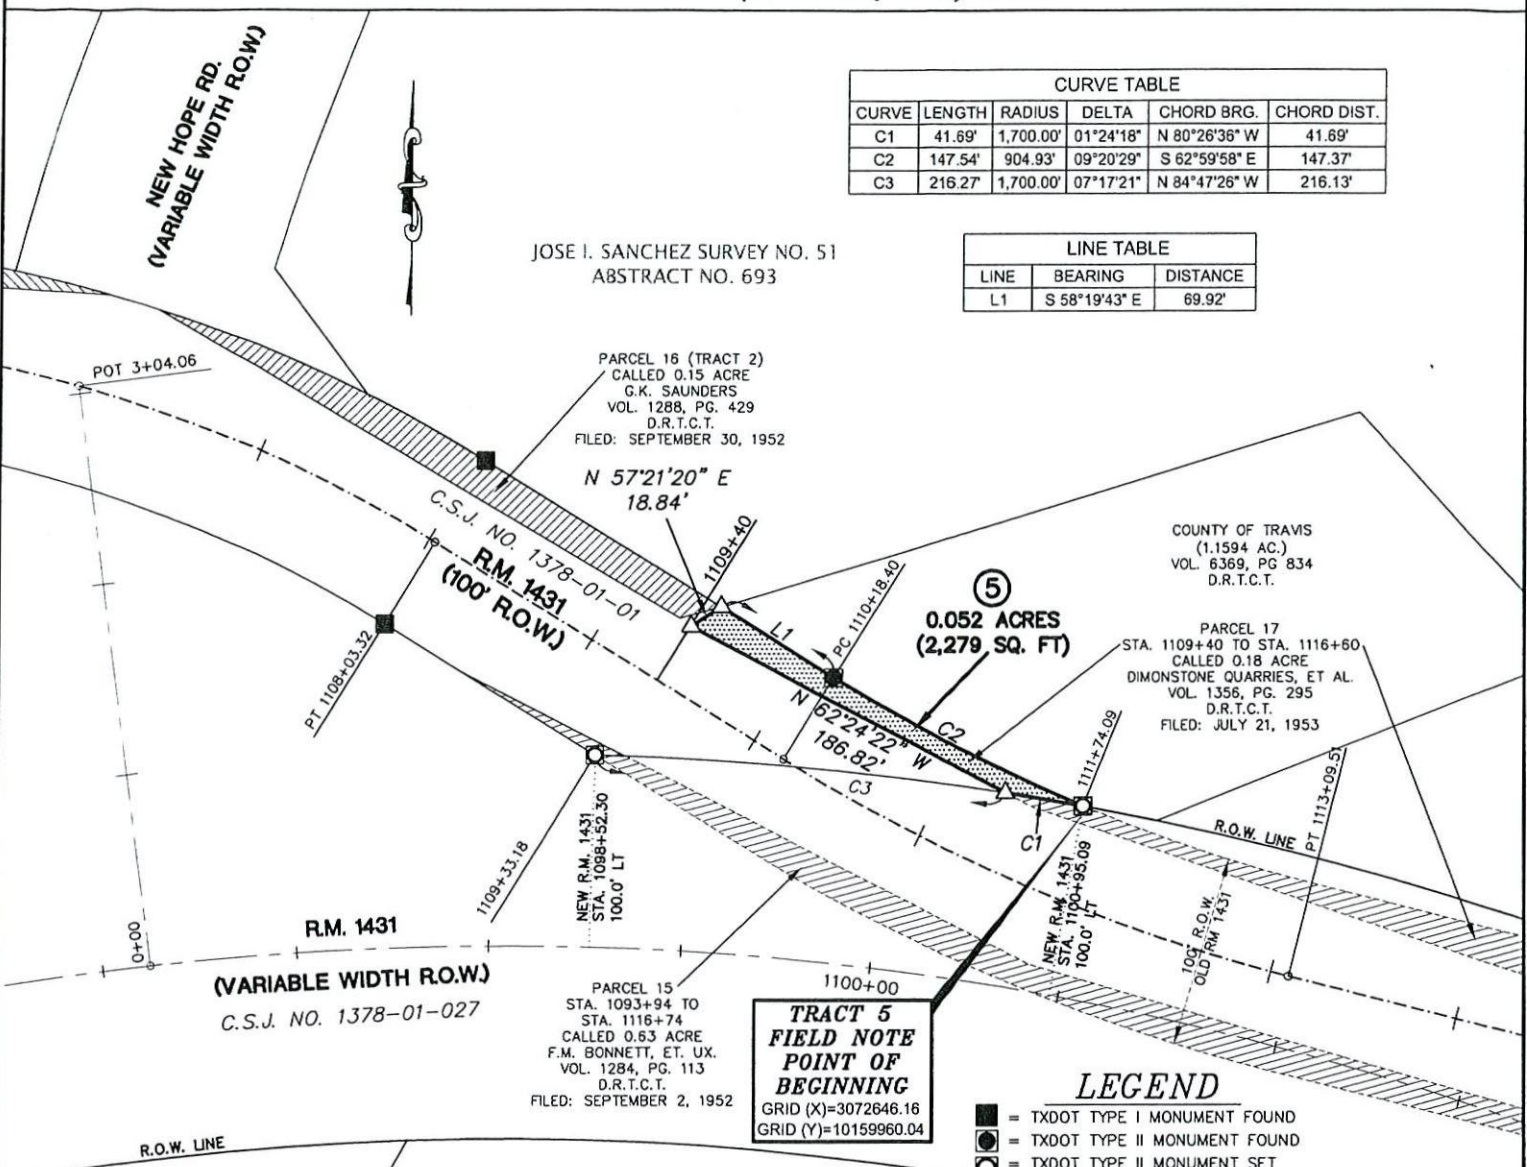 NEW HOPE RD.
(VARIABLE WIDTH R.O.W.)
CURVE TABLE
CURVE LENGTH RADIUS DELTA CHORD BRG. CHORD DIST.
C1 41.69' 1,700.00' 01°24'18" N 80°26'36" W 41.69'
C2 147.54' 904.93' 09°20'29" S 62°59'58" E 147.37'
C3 216.27' 1,700.00' 07°17'21" N 84°47'26" W 216.13'
LINE TABLE
LINE BEARING DISTANCE
L1 S 58°19'43" E 69.92'
JOSE I. SANCHEZ SURVEY NO. 51
ABSTRACT NO. 693
POT 3+04.06
PARCEL 16 (TRACT 2)
CALLED 0.15 ACRE
G.K. SAUNDERS
VOL. 1288, PG. 429
D.R.T.C.T.
FILED: SEPTEMBER 30, 1952
N 57°21'20" E
18.84'
C.S.J. NO. 1378-01-01
R.M. 1431
(100' R.O.W.)
1109+40
L1
PC 1110+18.40
5
0.052 ACRES
(2,279 SQ. FT)
COUNTY OF TRAVIS
(1.1594 AC.)
VOL. 6369, PG 834
D.R.T.C.T.
PARCEL 17
STA. 1109+40 TO STA. 1116+60
CALLED 0.18 ACRE
DIMONSTONE QUARRIES, ET AL.
VOL. 1356, PG. 295
D.R.T.C.T.
FILED: JULY 21, 1953
PT 1108+03.32
N 62°24'22" W
186.82'
C2
C3
C1
1111+74.09
R.O.W. LINE
PT 1113+09.51
1109+33.18
NEW R.M. 1431
STA. 1098+52.30
100.0' LT
NEW R.M. 1431
STA. 1100+95.09
100.0' LT
100' R.O.W.
OLD RM 1431
0+00
R.M. 1431
(VARIABLE WIDTH R.O.W.)
C.S.J. NO. 1378-01-027
1100+00
PARCEL 15
STA. 1093+94 TO
STA. 1116+74
CALLED 0.63 ACRE
F.M. BONNETT, ET. UX.
VOL. 1284, PG. 113
D.R.T.C.T.
FILED: SEPTEMBER 2, 1952
TRACT 5
FIELD NOTE
POINT OF
BEGINNING
GRID (X)=3072646.16
GRID (Y)=10159960.04
R.O.W. LINE
LEGEND
= TXDOT TYPE I MONUMENT FOUND
= TXDOT TYPE II MONUMENT FOUND
= TXDOT TYPE II MONUMENT SET